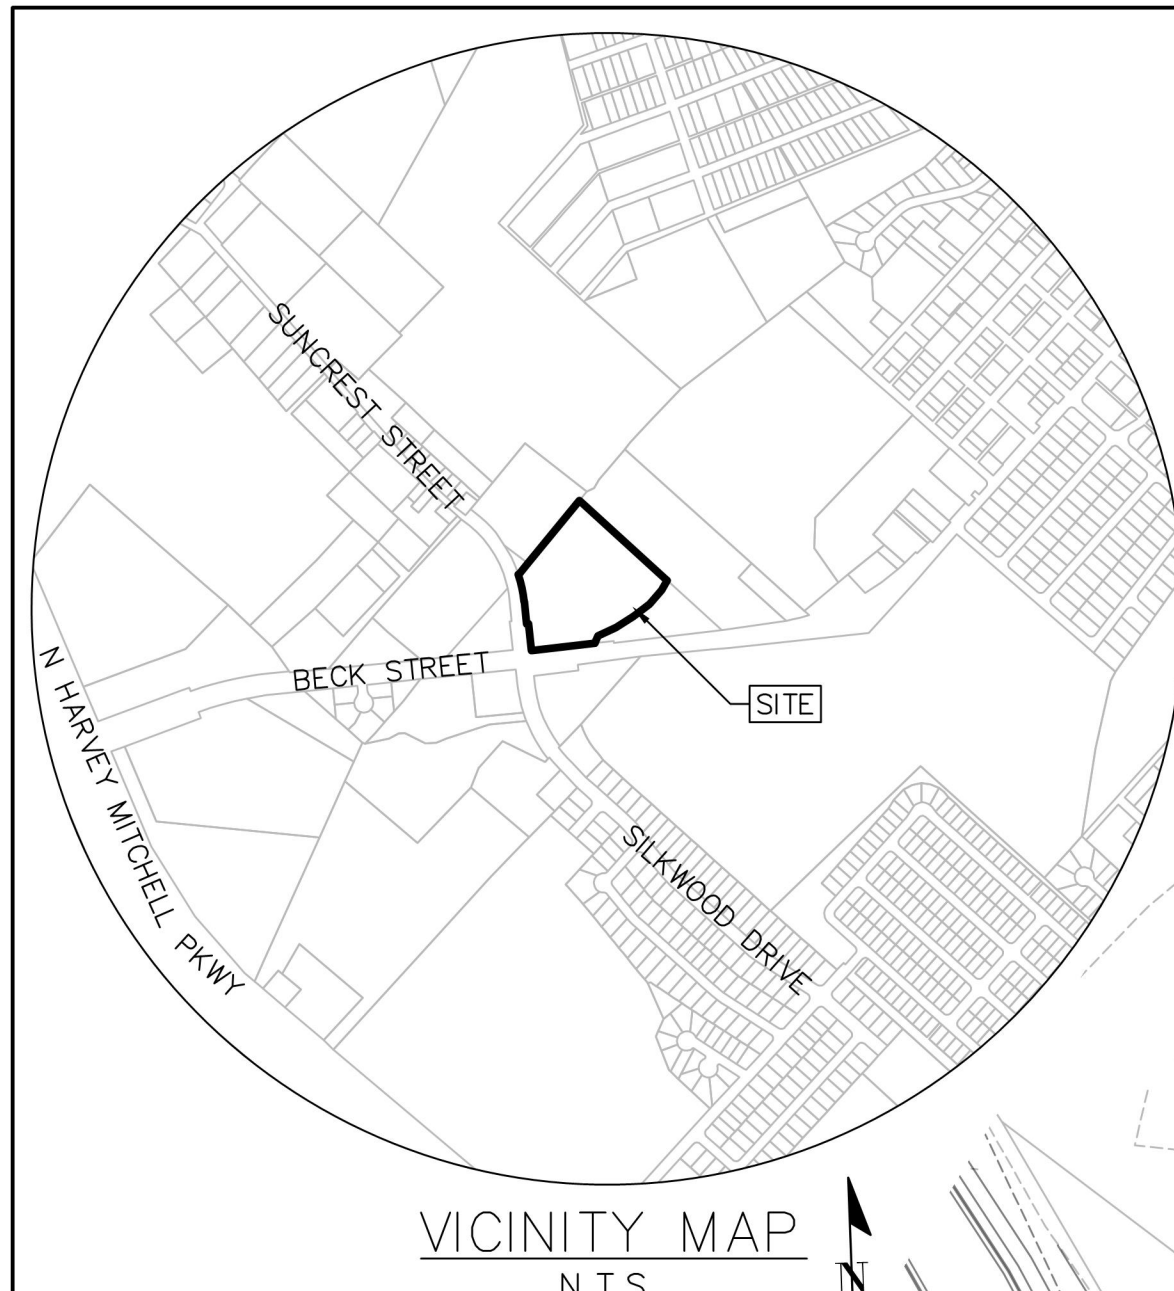 SUNCREST STREET
BECK STREET
SITE
N HARVEY MITCHELL PKWY
SILKWOOD DRIVE
VICINITY MAP
N.T.S.
N